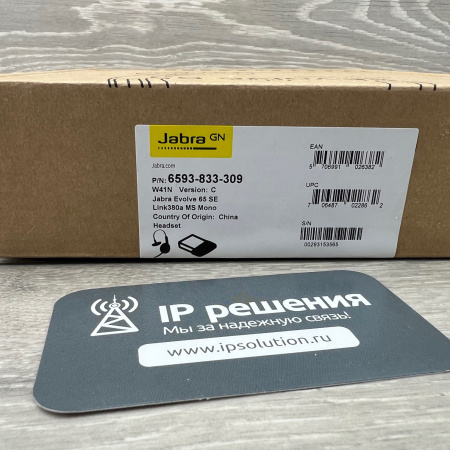 Jabra GN
Jabra.com
P/N: 6593-833-309
W41N Version: C
Jabra Evolve 65 SE
Link380a MS Mono
Country Of Origin: China
Headset
EAN
5 706991 026382
UPC
7 06487 02288 2
S/N
00293153565
IP решения
Мы за надежную связь!
www.ipsolution.ru